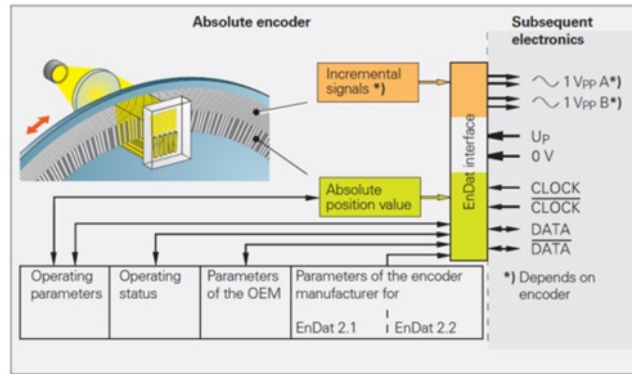 Absolute encoder
Subsequent
electronics
Incremental
signals *)
1 VPP A*)
1 VPP B*)
EnDat interface
UP
0 V
Absolute
position value
CLOCK
CLOCK
DATA
DATA
*) Depends on
encoder
Operating
parameters
Operating
status
Parameters
of the OEM
Parameters of the encoder
manufacturer for
EnDat 2.1
EnDat 2.2